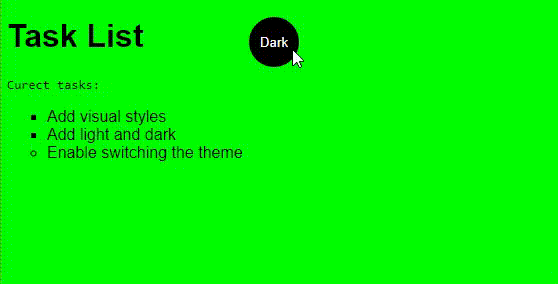 Task List
Dark
Curect tasks:
Add visual styles
Add light and dark
Enable switching the theme